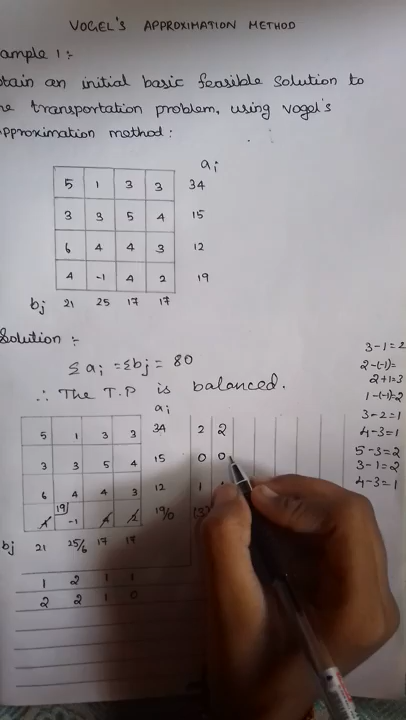 VOGEL'S APPROXIMATION METHOD
ample 1 :-
tain an initial basic feasible solution to
e transportation problem, using vogel's
pproximation method :
ai
5 1 3 3 34
3 3 5 4 15
6 4 4 3 12
4 -1 4 2 19
bj 21 25 17 17
Solution :-
Σ ai = Σbj = 80
∴ The T.P is balanced.
ai
5 1 3 3 34 2 2
3 3 5 4 15 0 0
6 4 4 3 12 1
19
4 -1 4 2 19/0 (3)
bj 21 25/6 17 17
1 2 1 1
2 2 1 0
3-1=2
2-(-1)=
2+1=3
1-(-1)=2
3-2=1
4-3=1
5-3=2
3-1=2
4-3=1